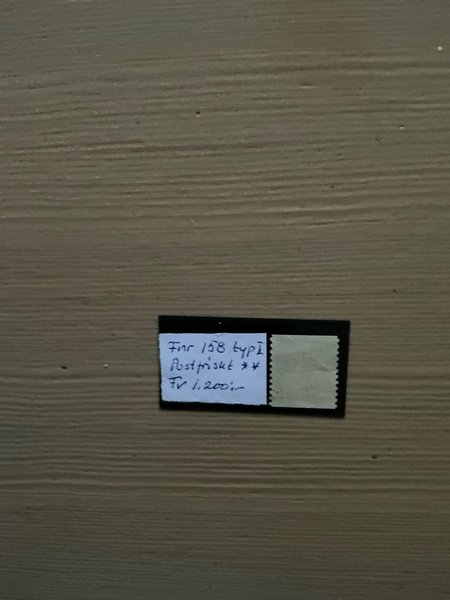 Fnr 158 typ I
Postfriskt **
Fv 1.200:-